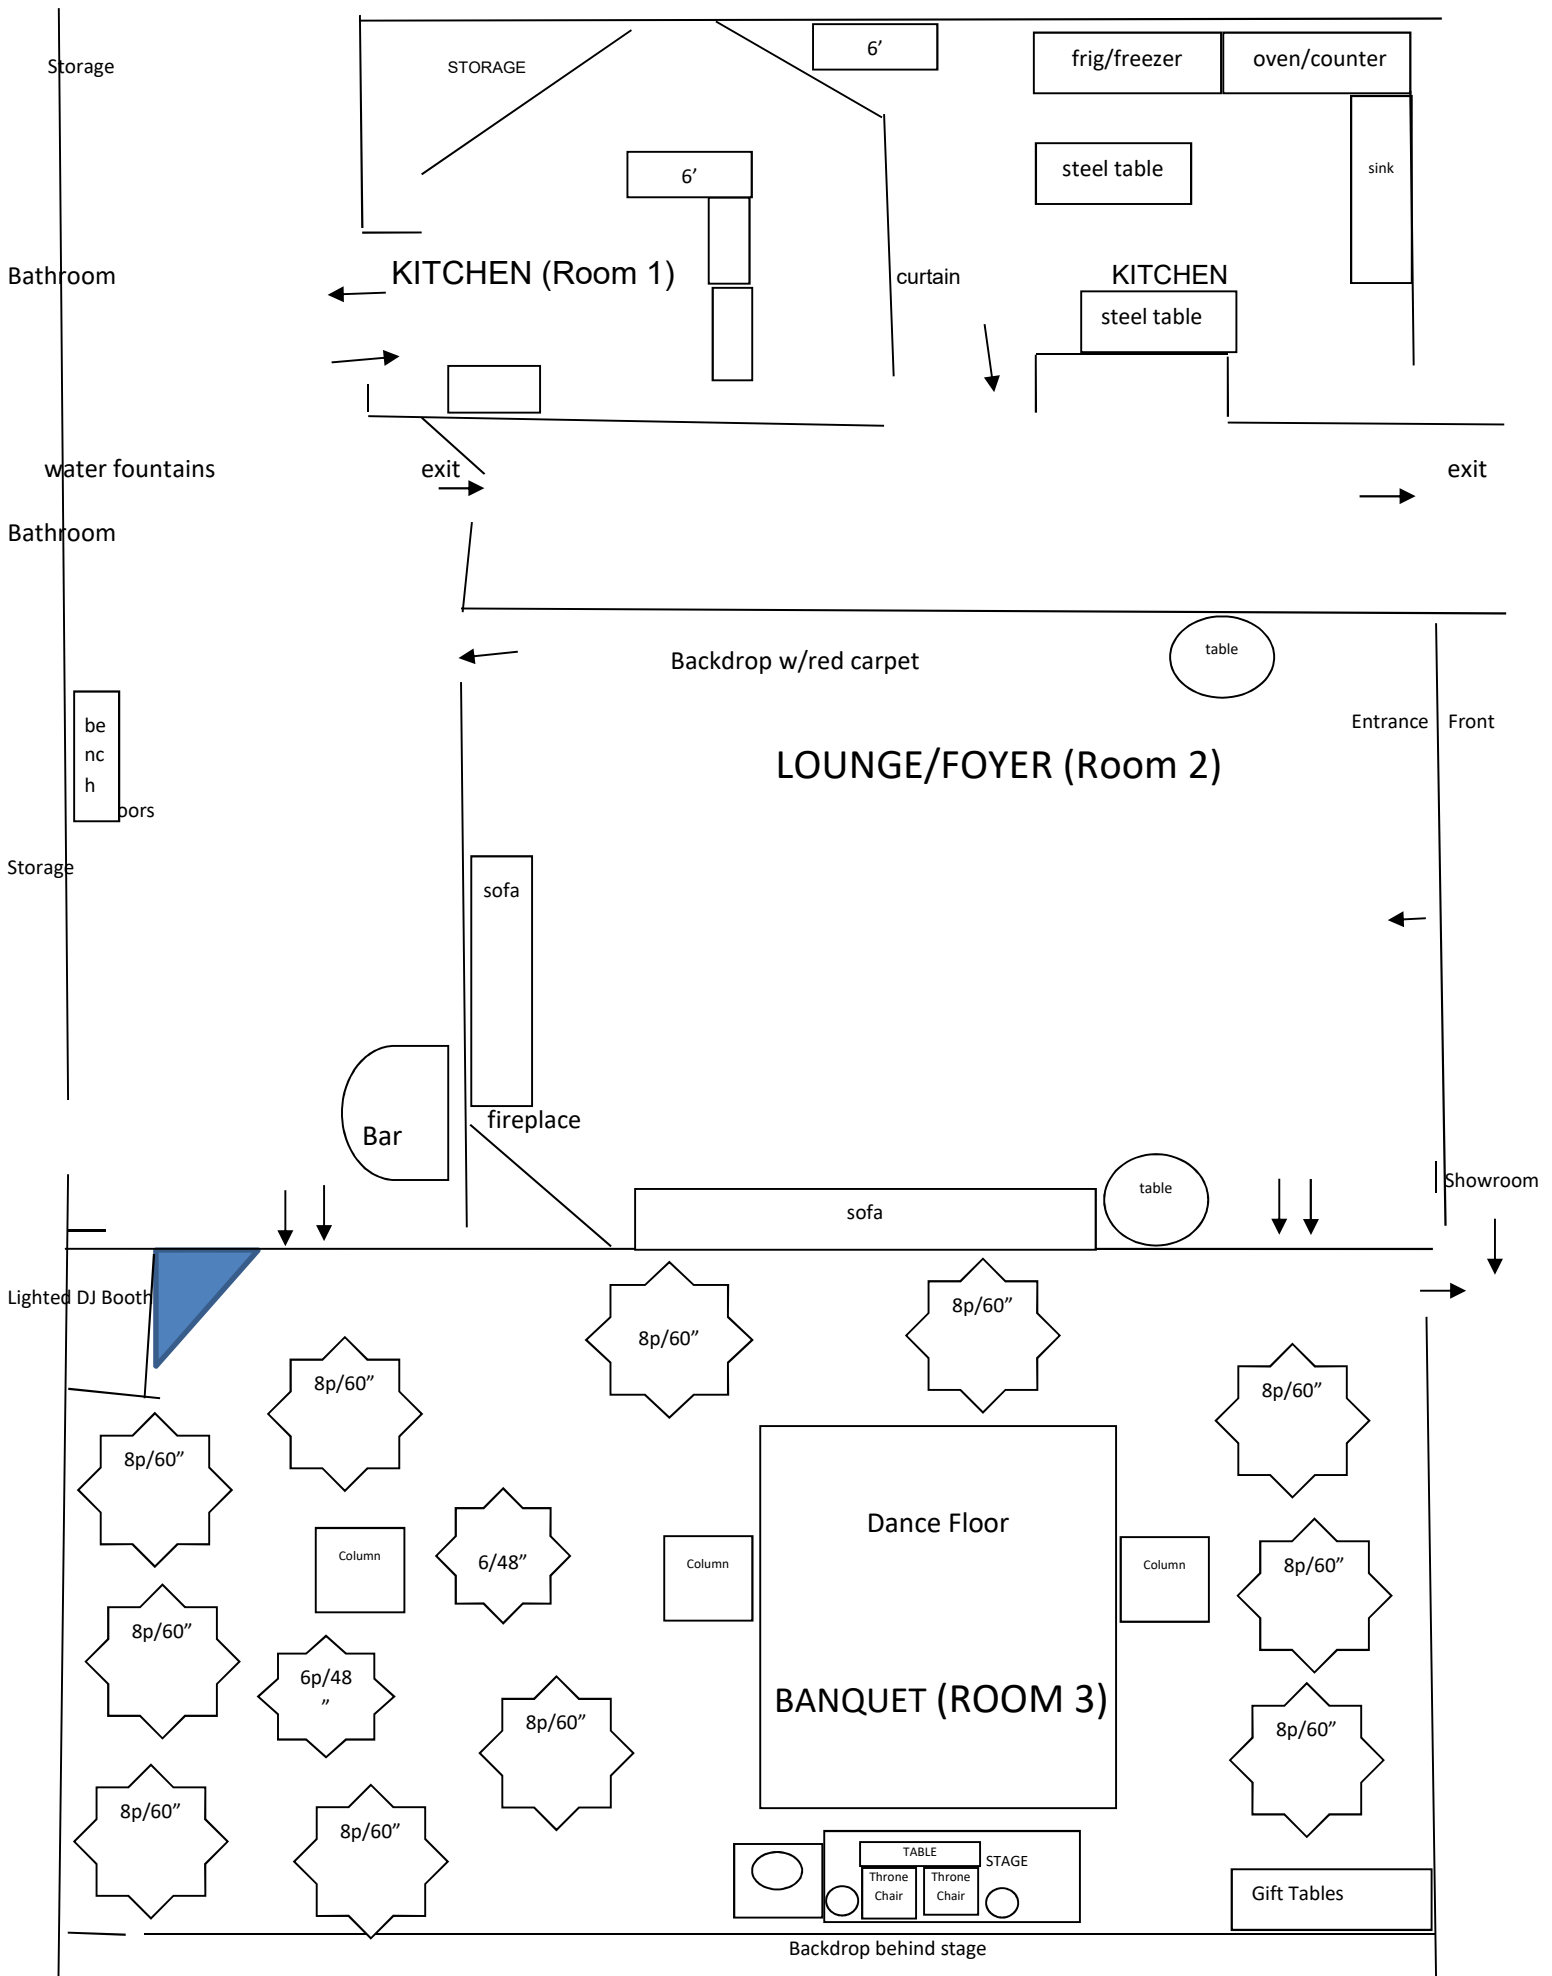 Storage
STORAGE
6’
frig/freezer
oven/counter
6’
steel table
sink
Bathroom
KITCHEN (Room 1)
curtain
KITCHEN
steel table
water fountains
exit
exit
Bathroom
Backdrop w/red carpet
table
be
nc
h
oors
Entrance
Front
LOUNGE/FOYER (Room 2)
Storage
sofa
Bar
fireplace
sofa
table
Showroom
Lighted DJ Booth
8p/60”
8p/60”
8p/60”
8p/60”
8p/60”
Column
6/48”
Column
Dance Floor
Column
8p/60”
8p/60”
6p/48
”
8p/60”
BANQUET (ROOM 3)
8p/60”
8p/60”
8p/60”
TABLE
STAGE
Throne
Chair
Throne
Chair
Gift Tables
Backdrop behind stage